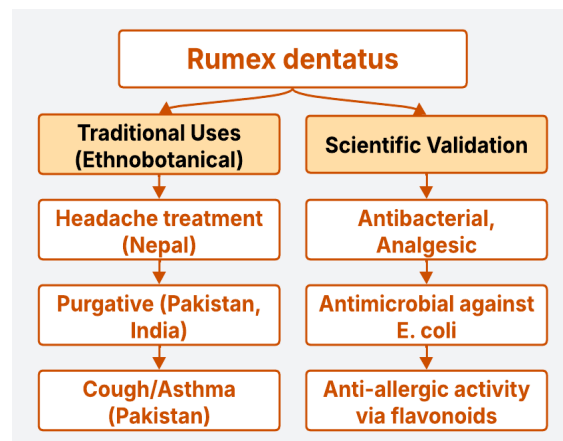 Rumex dentatus
Traditional Uses
(Ethnobotanical)
Headache treatment
(Nepal)
Purgative (Pakistan,
India)
Cough/Asthma
(Pakistan)
Scientific Validation
Antibacterial,
Analgesic
Antimicrobial against
E. coli
Anti-allergic activity
via flavonoids